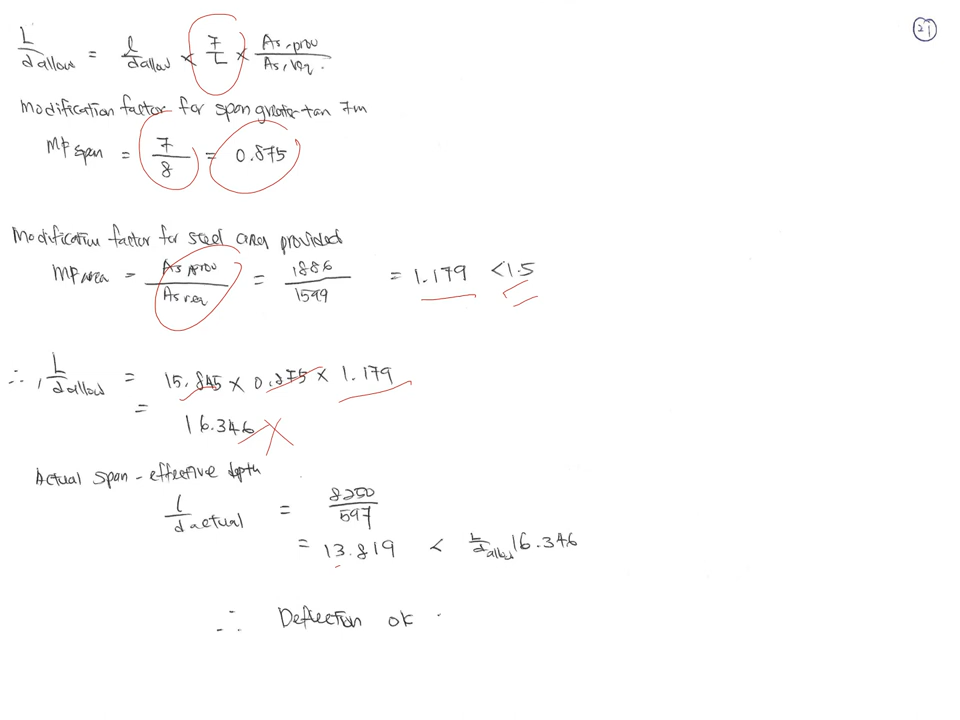 21
L/d allow = l/d allow × 7/L × As,prov/As,req.
Modification factor for span greater tan 7m
MF span = 7/8 = 0.875
Modification factor for steel area provided
MF area = As prov/As req = 1886/1599 = 1.179 < 1.5
∴, L/d allow = 15.845 × 0.875 × 1.179
=
16.346
Actual span - effective depth
l/d actual = 8250/597
= 13.819 < L/d allow 16.346
∴ Deflection ok